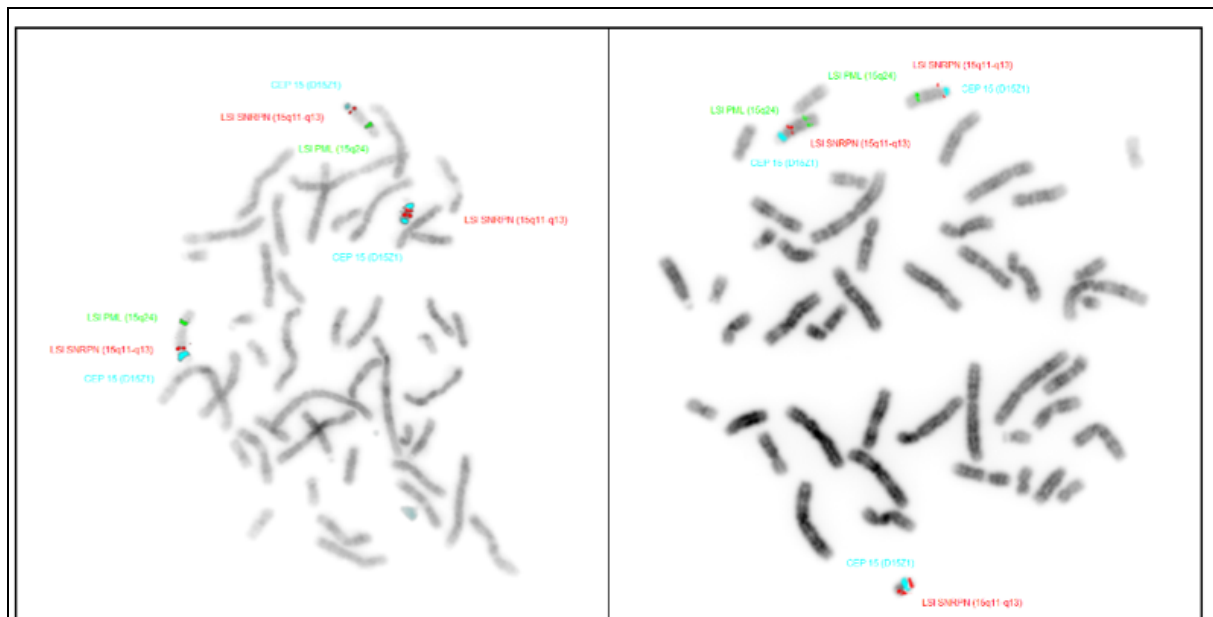 CEP 15 (D15Z1)
LSI SNRPN (15q11-q13)
LSI PML (15q24)
LSI SNRPN (15q11-q13)
CEP 15 (D15Z1)
LSI PML (15q24)
LSI SNRPN (15q11-q13)
CEP 15 (D15Z1)
LSI SNRPN (15q11-q13)
LSI PML (15q24)
CEP 15 (D15Z1)
LSI PML (15q24)
LSI SNRPN (15q11-q13)
CEP 15 (D15Z1)
CEP 15 (D15Z1)
LSI SNRPN (15q11-q13)